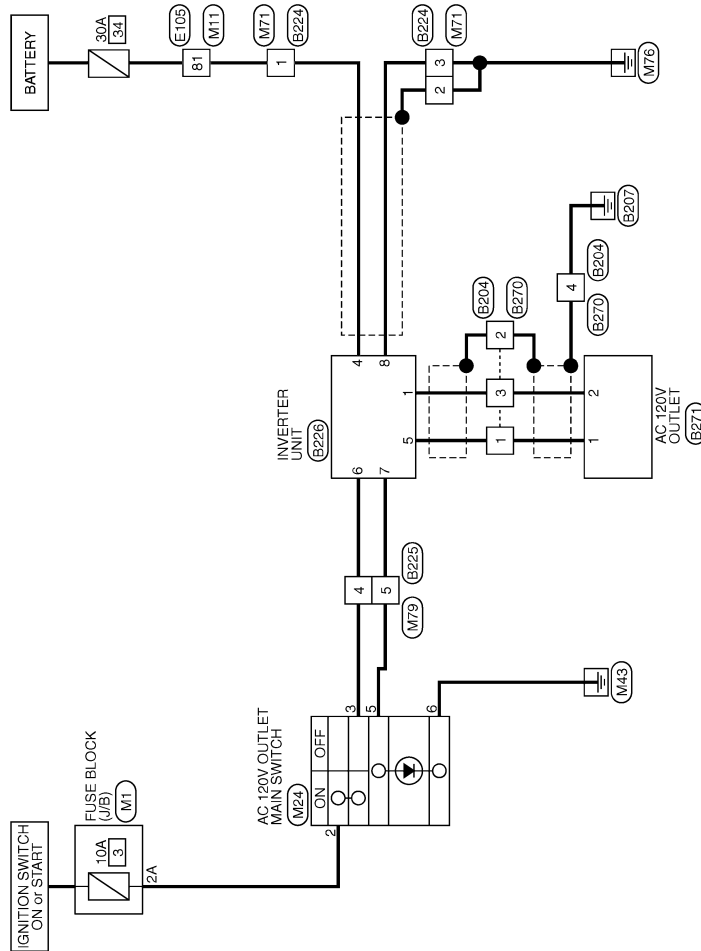 IGNITION SWITCH
ON or START
FUSE BLOCK
(J/B)
M1
10A
3
2A
AC 120V OUTLET
MAIN SWITCH
M24
ON
OFF
2
3
5
6
M43
4
5
M79
B225
INVERTER
UNIT
B226
6
7
4
8
5
1
1
3
2
B204
B270
1
2
AC 120V
OUTLET
B271
4
B270
B204
B207
BATTERY
30A
34
E105
81
M11
M71
1
B224
B224
3
2
M71
M76